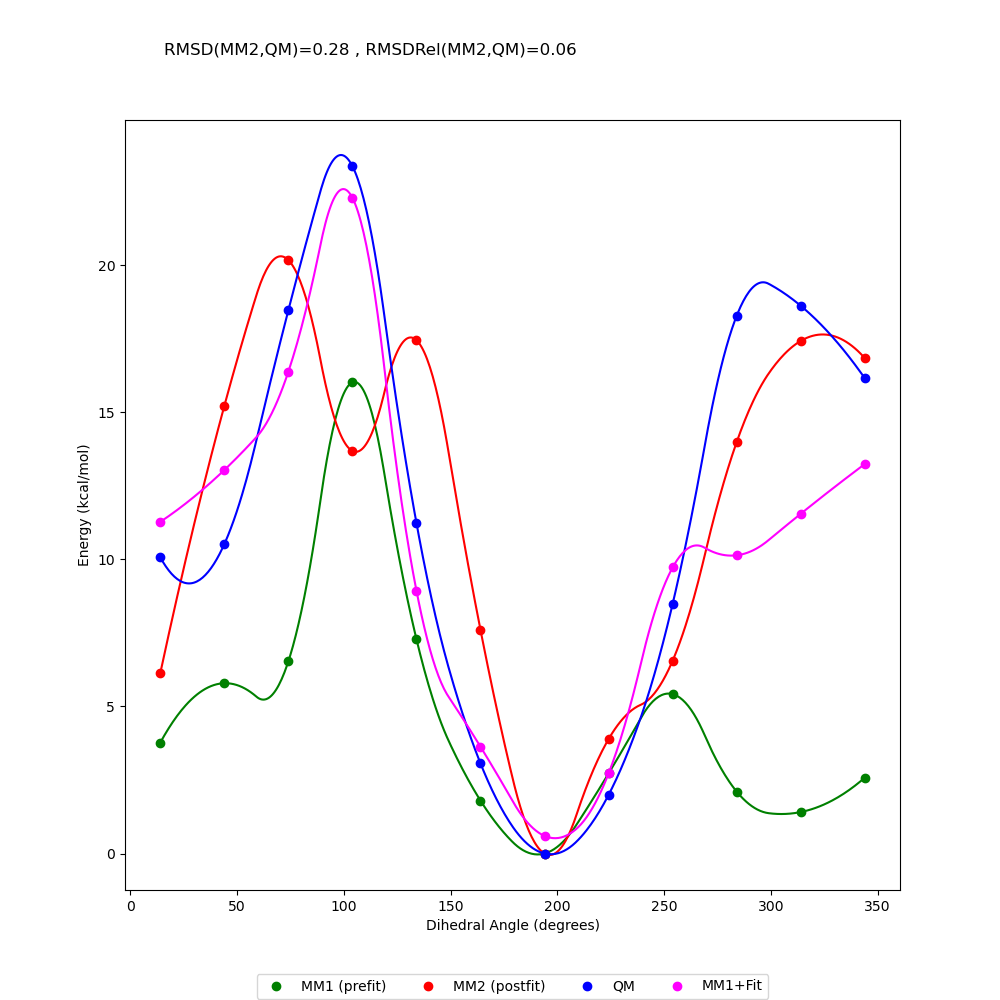 RMSD(MM2,QM)=0.28 , RMSDRel(MM2,QM)=0.06
20
15
10
5
0
Energy (kcal/mol)
0 50 100 150 200 250 300 350
Dihedral Angle (degrees)
MM1 (prefit) MM2 (postfit) QM MM1+Fit